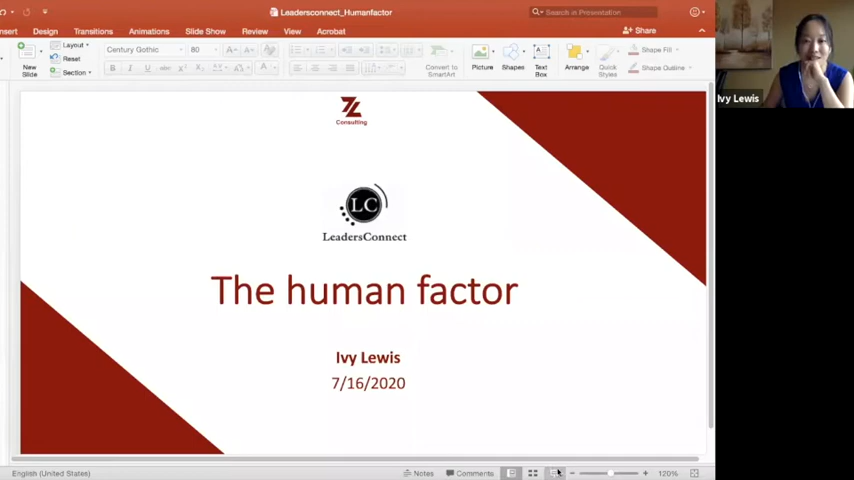 Leadersconnect_Humanfactor
Search in Presentation
nsert Design Transitions Animations Slide Show Review View Acrobat Share
New Slide
Layout
Reset
Section
Century Gothic 80
B I U abc
Convert to SmartArt
Picture
Shapes
Text Box
Arrange
Quick Styles
Shape Fill
Shape Outline
Ivy Lewis
ZL
Consulting
LC
LeadersConnect
The human factor
Ivy Lewis
7/16/2020
English (United States) Notes Comments 120%